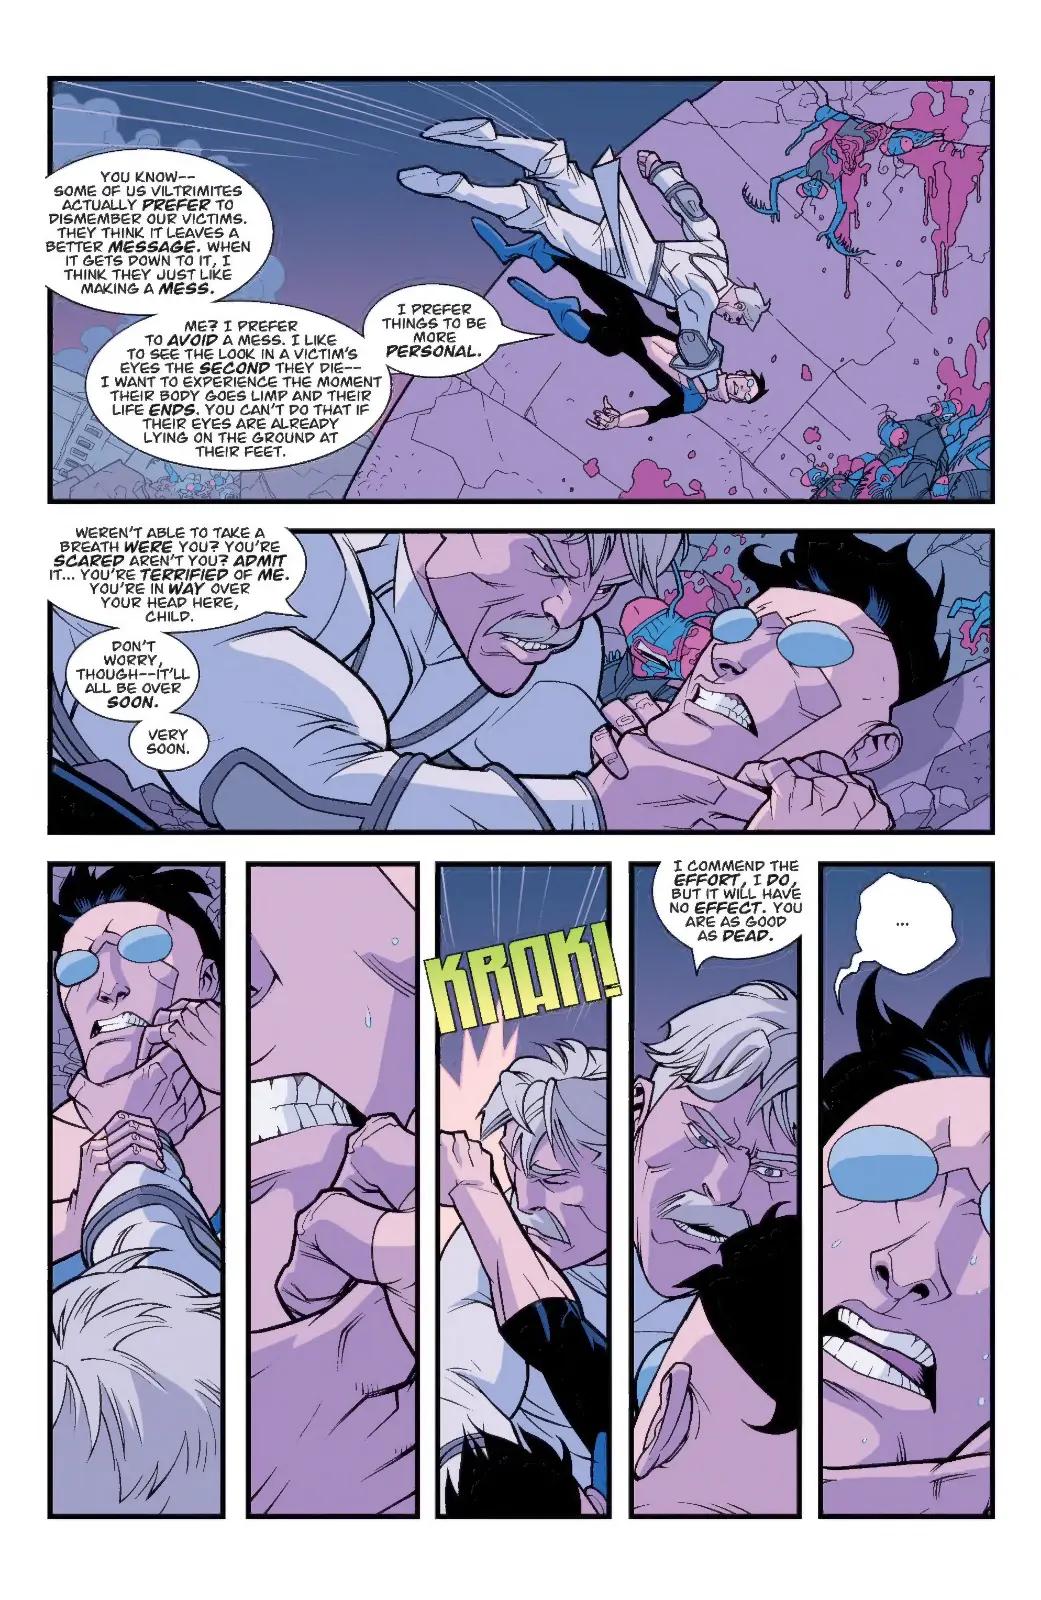 YOU KNOW--
SOME OF US VILTRIMITES
ACTUALLY PREFER TO
DISMEMBER OUR VICTIMS.
THEY THINK IT LEAVES A
BETTER MESSAGE. WHEN
IT GETS DOWN TO IT, I
THINK THEY JUST LIKE
MAKING A MESS.
ME? I PREFER
TO AVOID A MESS. I LIKE
TO SEE THE LOOK IN A VICTIM'S
EYES THE SECOND THEY DIE--
I WANT TO EXPERIENCE THE MOMENT
THEIR BODY GOES LIMP AND THEIR
LIFE ENDS. YOU CAN'T DO THAT IF
THEIR EYES ARE ALREADY
LYING ON THE GROUND AT
THEIR FEET.
I PREFER
THINGS TO BE
MORE
PERSONAL.
WEREN'T ABLE TO TAKE A
BREATH WERE YOU? YOU'RE
SCARED AREN'T YOU? ADMIT
IT... YOU'RE TERRIFIED OF ME.
YOU'RE IN WAY OVER
YOUR HEAD HERE,
CHILD.
DON'T
WORRY,
THOUGH--IT'LL
ALL BE OVER
SOON.
VERY
SOON.
KRAK!
I COMMEND THE
EFFORT, I DO,
BUT IT WILL HAVE
NO EFFECT. YOU
ARE AS GOOD
AS DEAD.
...